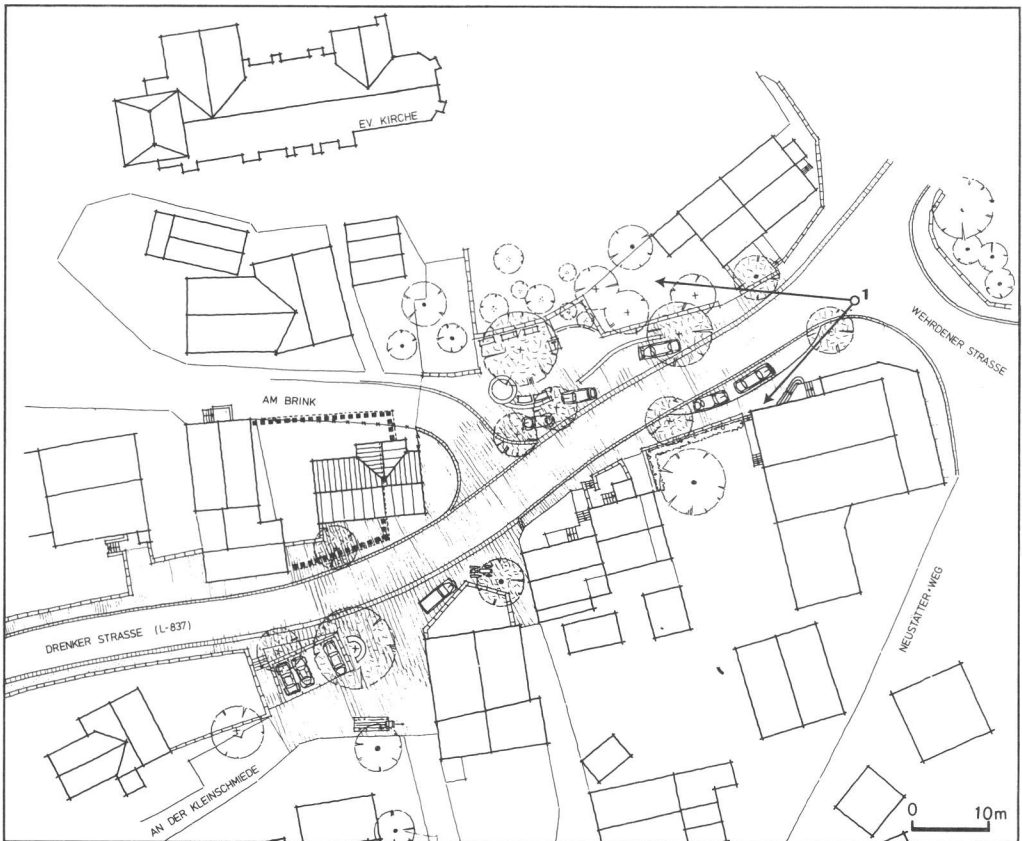 EV. KIRCHE
1
WEHRDENER STRASSE
AM BRINK
DRENKER STRASSE (L-837)
NEUSTATTER-WEG
AN DER KLEINSCHMIEDE
0 10m